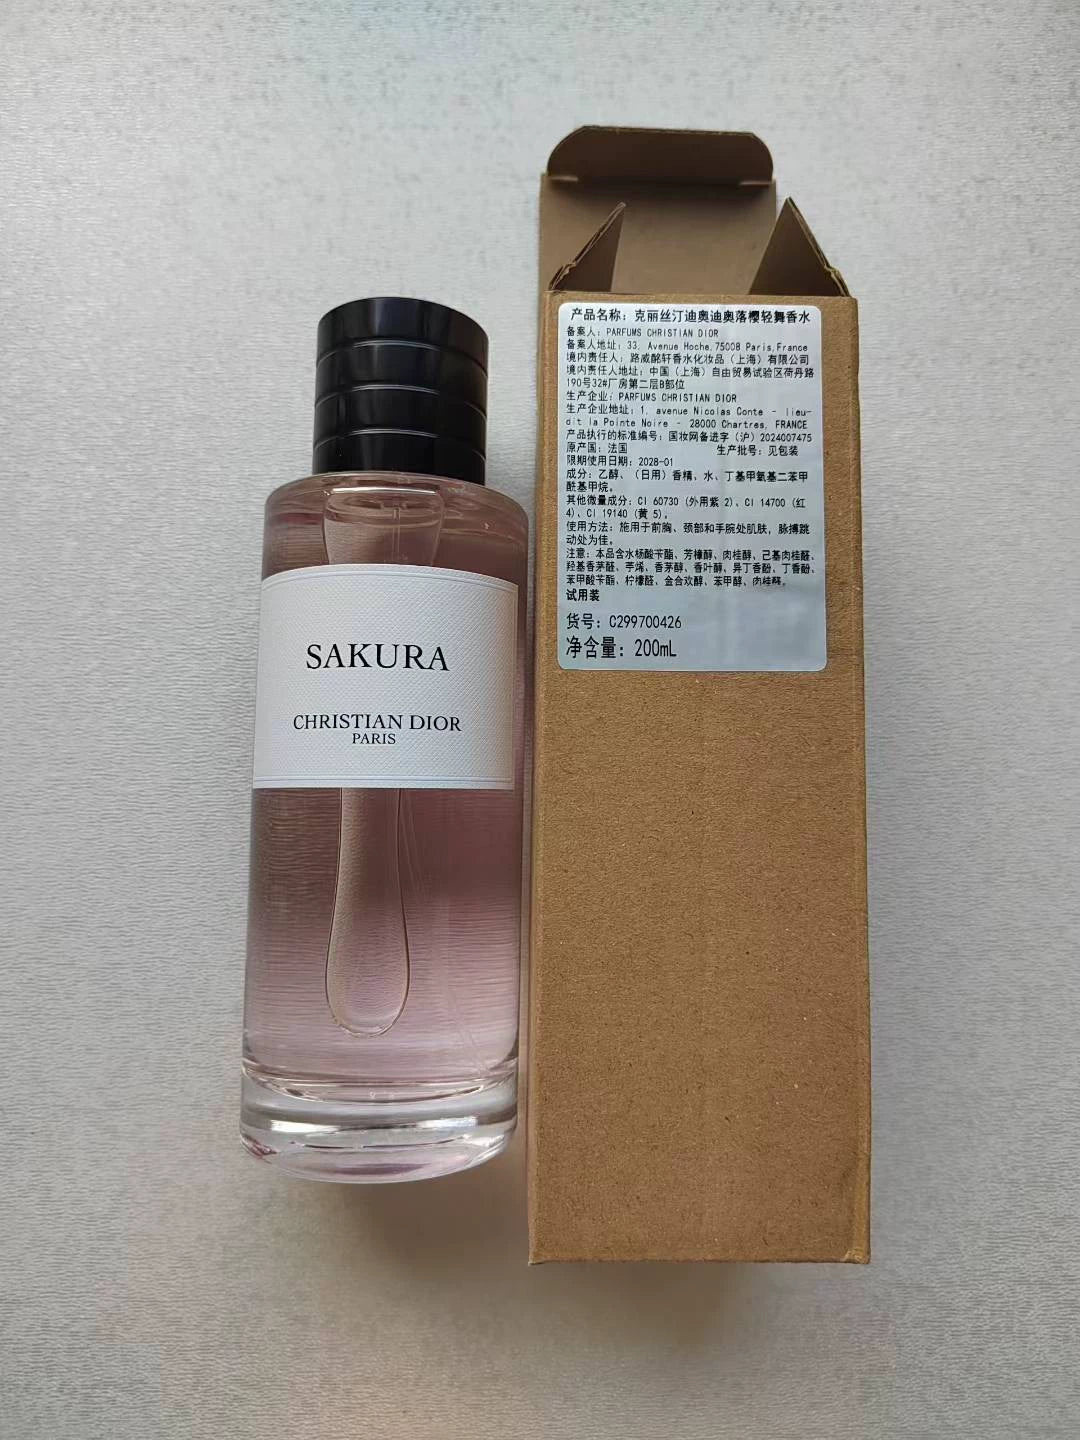 SAKURA
CHRISTIAN DIOR
PARIS
产品名称：克丽丝汀迪奥迪奥落樱轻舞香水
备案人：PARFUMS CHRISTIAN DIOR
备案人地址：33, Avenue Hoche,75008 Paris,France
境内责任人：路威酩轩香水化妆品（上海）有限公司
境内责任人地址：中国（上海）自由贸易试验区荷丹路
190号32#厂房第二层B部位
生产企业：PARFUMS CHRISTIAN DIOR
生产企业地址：1, avenue Nicolas Conte - lieu-
dit la Pointe Noire - 28000 Chartres, FRANCE
产品执行的标准编号：国妆网备进字（沪）2024007475
原产国：法国 生产批号：见包装
限期使用日期：2028-01
成分：乙醇、（日用）香精、水、丁基甲氧基二苯甲
酰基甲烷。
其他微量成分：CI 60730（外用紫 2）、CI 14700（红
4）、CI 19140（黄 5）。
使用方法：施用于前胸、颈部和手腕处肌肤，脉搏跳
动处为佳。
注意：本品含水杨酸苄酯、芳樟醇、肉桂醇、己基肉桂醛、
羟基香茅醛、苧烯、香茅醇、香叶醇、异丁香酚、丁香酚、
苯甲酸苄酯、柠檬醛、金合欢醇、苯甲醇、肉桂醛。
试用装
货号：C299700426
净含量：200mL